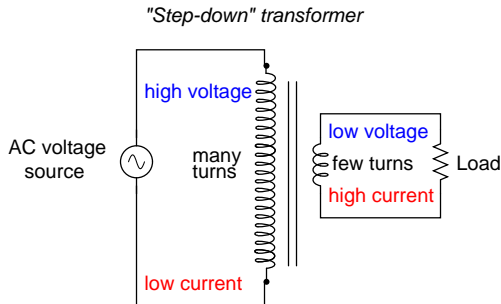 "Step-down" transformer
high voltage
low voltage
AC voltage
source
many
turns
few turns
Load
high current
low current